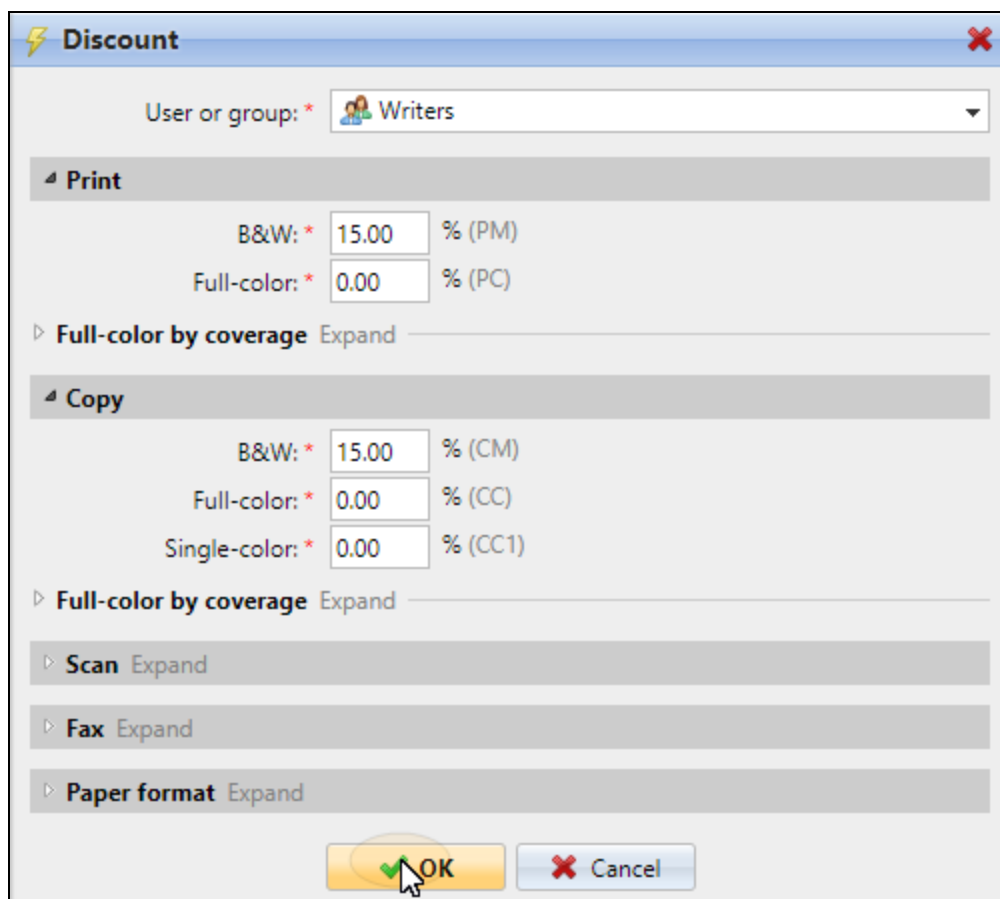 Discount
User or group: * Writers
Print
B&W: * 15.00 % (PM)
Full-color: * 0.00 % (PC)
Full-color by coverage Expand
Copy
B&W: * 15.00 % (CM)
Full-color: * 0.00 % (CC)
Single-color: * 0.00 % (CC1)
Full-color by coverage Expand
Scan Expand
Fax Expand
Paper format Expand
OK Cancel